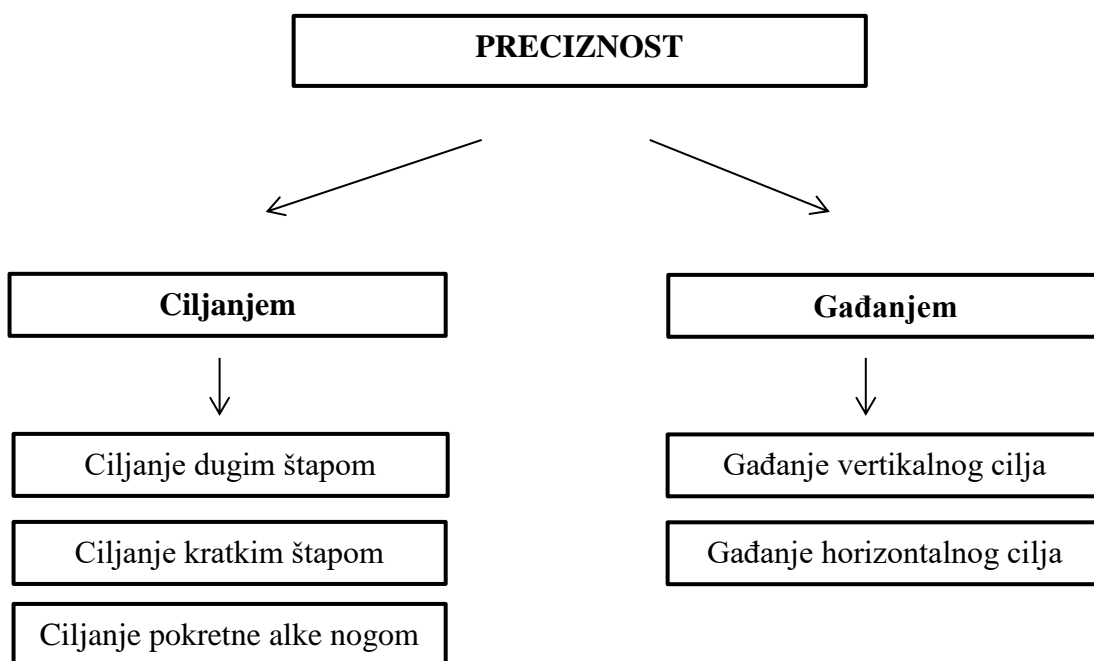 PRECIZNOST
Ciljanjem
Gađanjem
Ciljanje dugim štapom
Gađanje vertikalnog cilja
Ciljanje kratkim štapom
Gađanje horizontalnog cilja
Ciljanje pokretne alke nogom